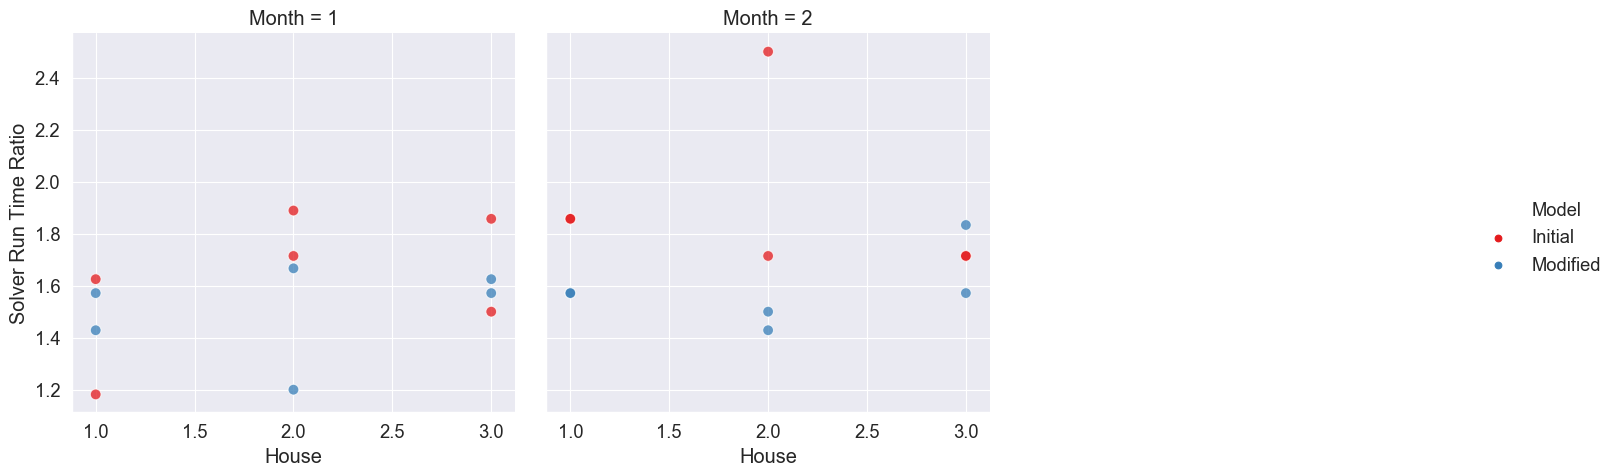 Month = 1
Month = 2
Solver Run Time Ratio
2.4
2.2
2.0
1.8
1.6
1.4
1.2
1.0 1.5 2.0 2.5 3.0
House
1.0 1.5 2.0 2.5 3.0
House
Model
Initial
Modified